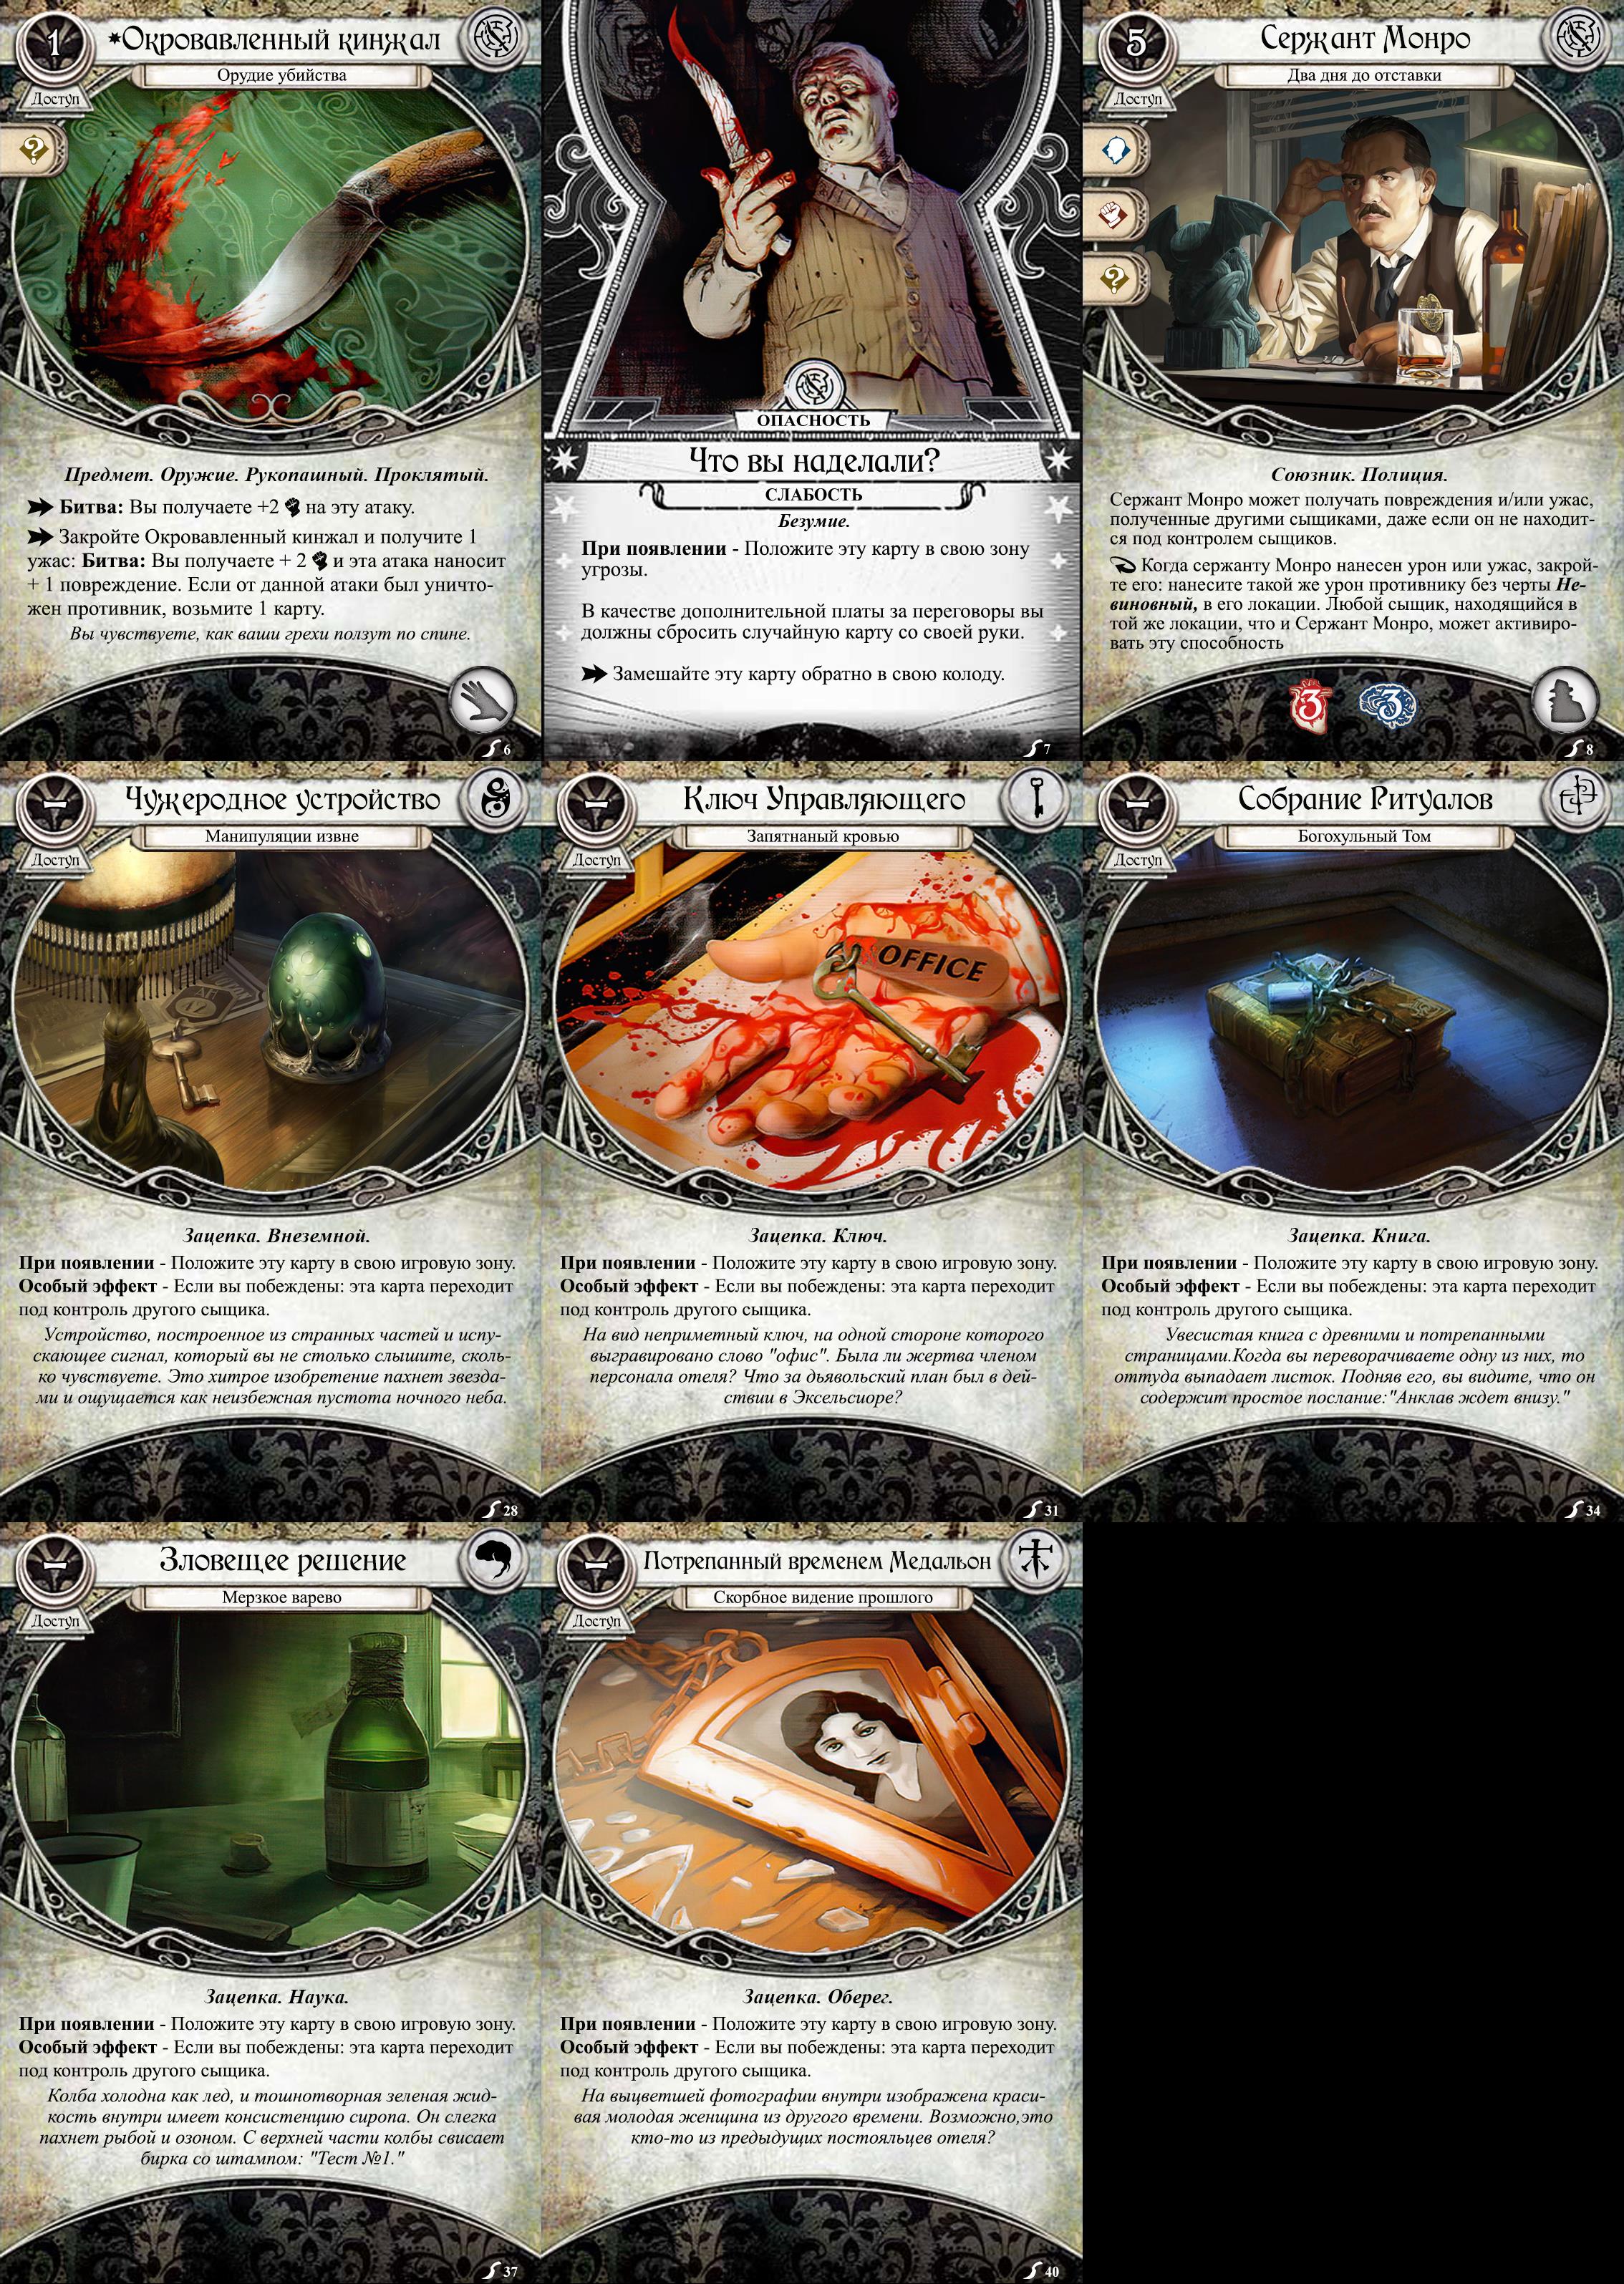 1
*Окровавленный кинжал
Орудие убийства
Доступ
Предмет. Оружие. Рукопашный. Проклятый.
Битва: Вы получаете +2 на эту атаку.
Закройте Окровавленный кинжал и получите 1
ужас: Битва: Вы получаете + 2 и эта атака наносит
+ 1 повреждение. Если от данной атаки был уничто-
жен противник, возьмите 1 карту.
Вы чувствуете, как ваши грехи ползут по спине.
6
ОПАСНОСТЬ
Что вы наделали?
СЛАБОСТЬ
Безумие.
При появлении - Положите эту карту в свою зону
угрозы.
В качестве дополнительной платы за переговоры вы
должны сбросить случайную карту со своей руки.
Замешайте эту карту обратно в свою колоду.
7
5
Сержант Монро
Два дня до отставки
Доступ
Союзник. Полиция.
Сержант Монро может получать повреждения и/или ужас,
полученные другими сыщиками, даже если он не находит-
ся под контролем сыщиков.
Когда сержанту Монро нанесен урон или ужас, закрой-
те его: нанесите такой же урон противнику без черты Не-
виновный, в его локации. Любой сыщик, находящийся в
той же локации, что и Сержант Монро, может активиро-
вать эту способность
3
3
8
-
Чужеродное устройство
Манипуляции извне
Доступ
Зацепка. Внеземной.
При появлении - Положите эту карту в свою игровую зону.
Особый эффект - Если вы побеждены: эта карта переходит
под контроль другого сыщика.
Устройство, построенное из странных частей и испу-
скающее сигнал, который вы не столько слышите, сколь-
ко чувствуете. Это хитрое изобретение пахнет звезда-
ми и ощущается как неизбежная пустота ночного неба.
28
-
Ключ Управляющего
Запятнаный кровью
Доступ
OFFICE
Зацепка. Ключ.
При появлении - Положите эту карту в свою игровую зону.
Особый эффект - Если вы побеждены: эта карта переходит
под контроль другого сыщика.
На вид неприметный ключ, на одной стороне которого
выгравировано слово "офис". Была ли жертва членом
персонала отеля? Что за дьявольский план был в дей-
ствии в Эксельсиоре?
31
-
Собрание Ритуалов
Богохульный Том
Доступ
Зацепка. Книга.
При появлении - Положите эту карту в свою игровую зону.
Особый эффект - Если вы побеждены: эта карта переходит
под контроль другого сыщика.
Увесистая книга с древними и потрепанными
страницами.Когда вы переворачиваете одну из них, то
оттуда выпадает листок. Подняв его, вы видите, что он
содержит простое послание:"Анклав ждет внизу."
34
-
Зловещее решение
Мерзкое варево
Доступ
Зацепка. Наука.
При появлении - Положите эту карту в свою игровую зону.
Особый эффект - Если вы побеждены: эта карта переходит
под контроль другого сыщика.
Колба холодна как лед, и тошнотворная зеленая жид-
кость внутри имеет консистенцию сиропа. Он слегка
пахнет рыбой и озоном. С верхней части колбы свисает
бирка со штампом: "Тест №1."
37
-
Потрепанный временем Медальон
Скорбное видение прошлого
Доступ
Зацепка. Оберег.
При появлении - Положите эту карту в свою игровую зону.
Особый эффект - Если вы побеждены: эта карта переходит
под контроль другого сыщика.
На выцветшей фотографии внутри изображена краси-
вая молодая женщина из другого времени. Возможно,это
кто-то из предыдущих постояльцев отеля?
40